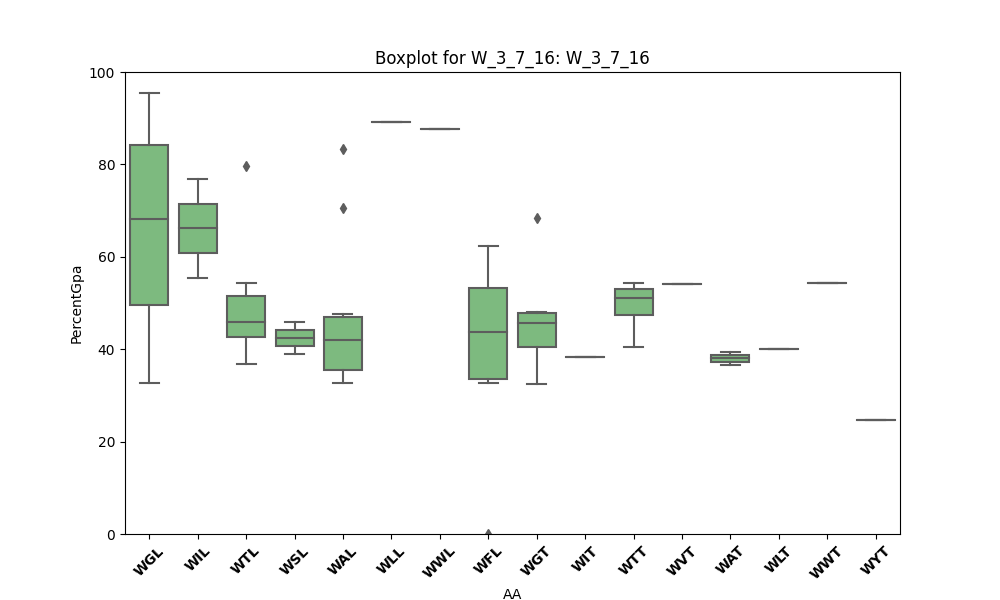 Boxplot for W_3_7_16: W_3_7_16
100
80
60
40
20
0
PercentGpa
WGL WIL WTL WSL WAL WLL WWL WFL WGT WIT WTT WVT WAT WLT WWT WYT
AA